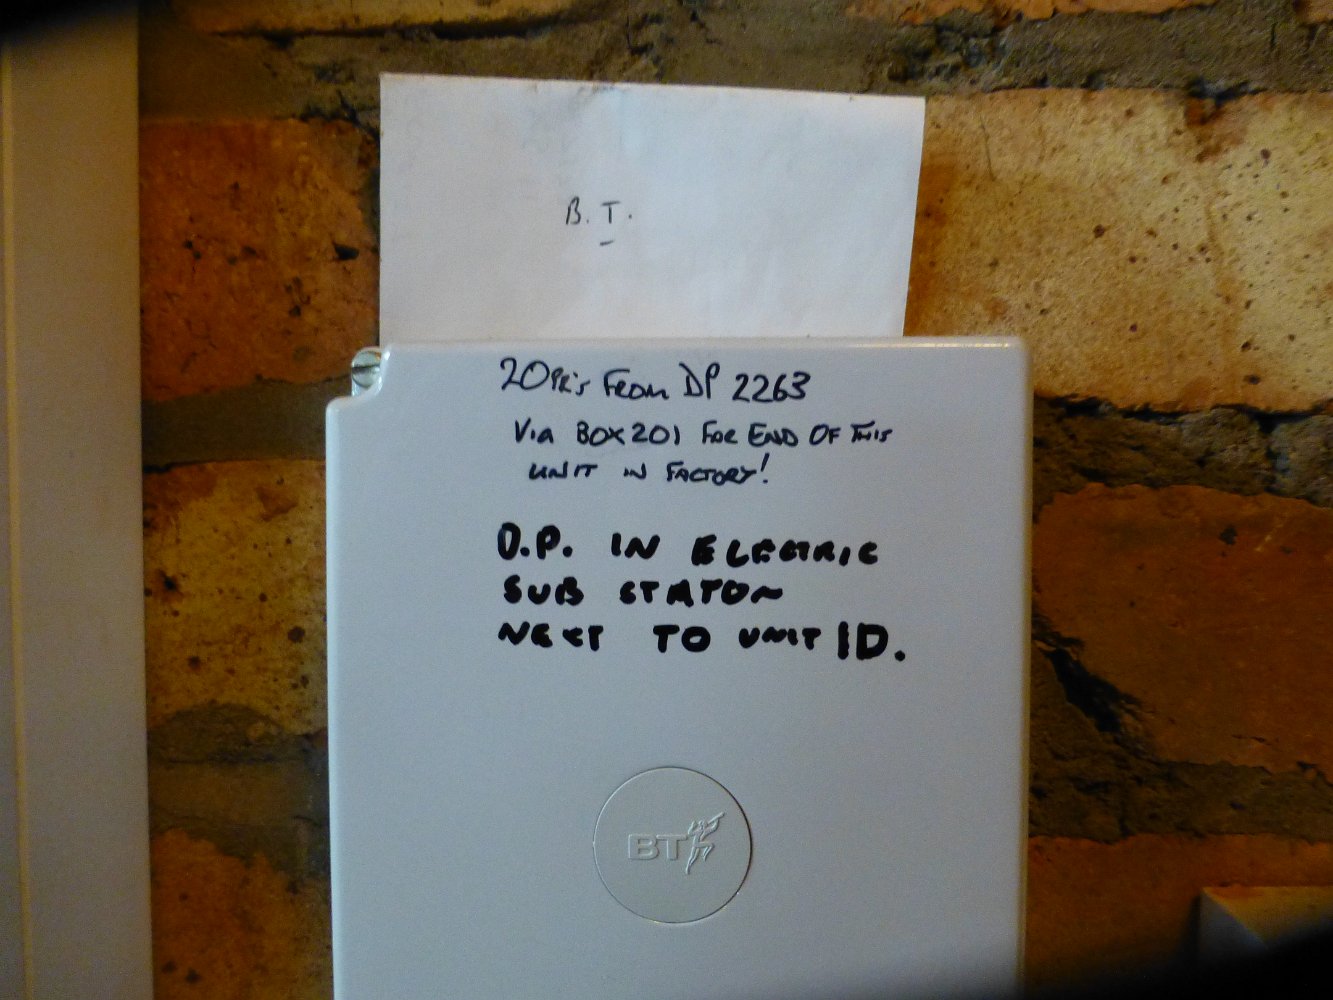 B. T.
20PR's FROM DP 2263
VIA BOX 201 FOR END OF THIS
UNIT IN FACTORY!
D.P. IN ELECTRIC
SUB STATON
NEXT TO UNIT 1D.
BT